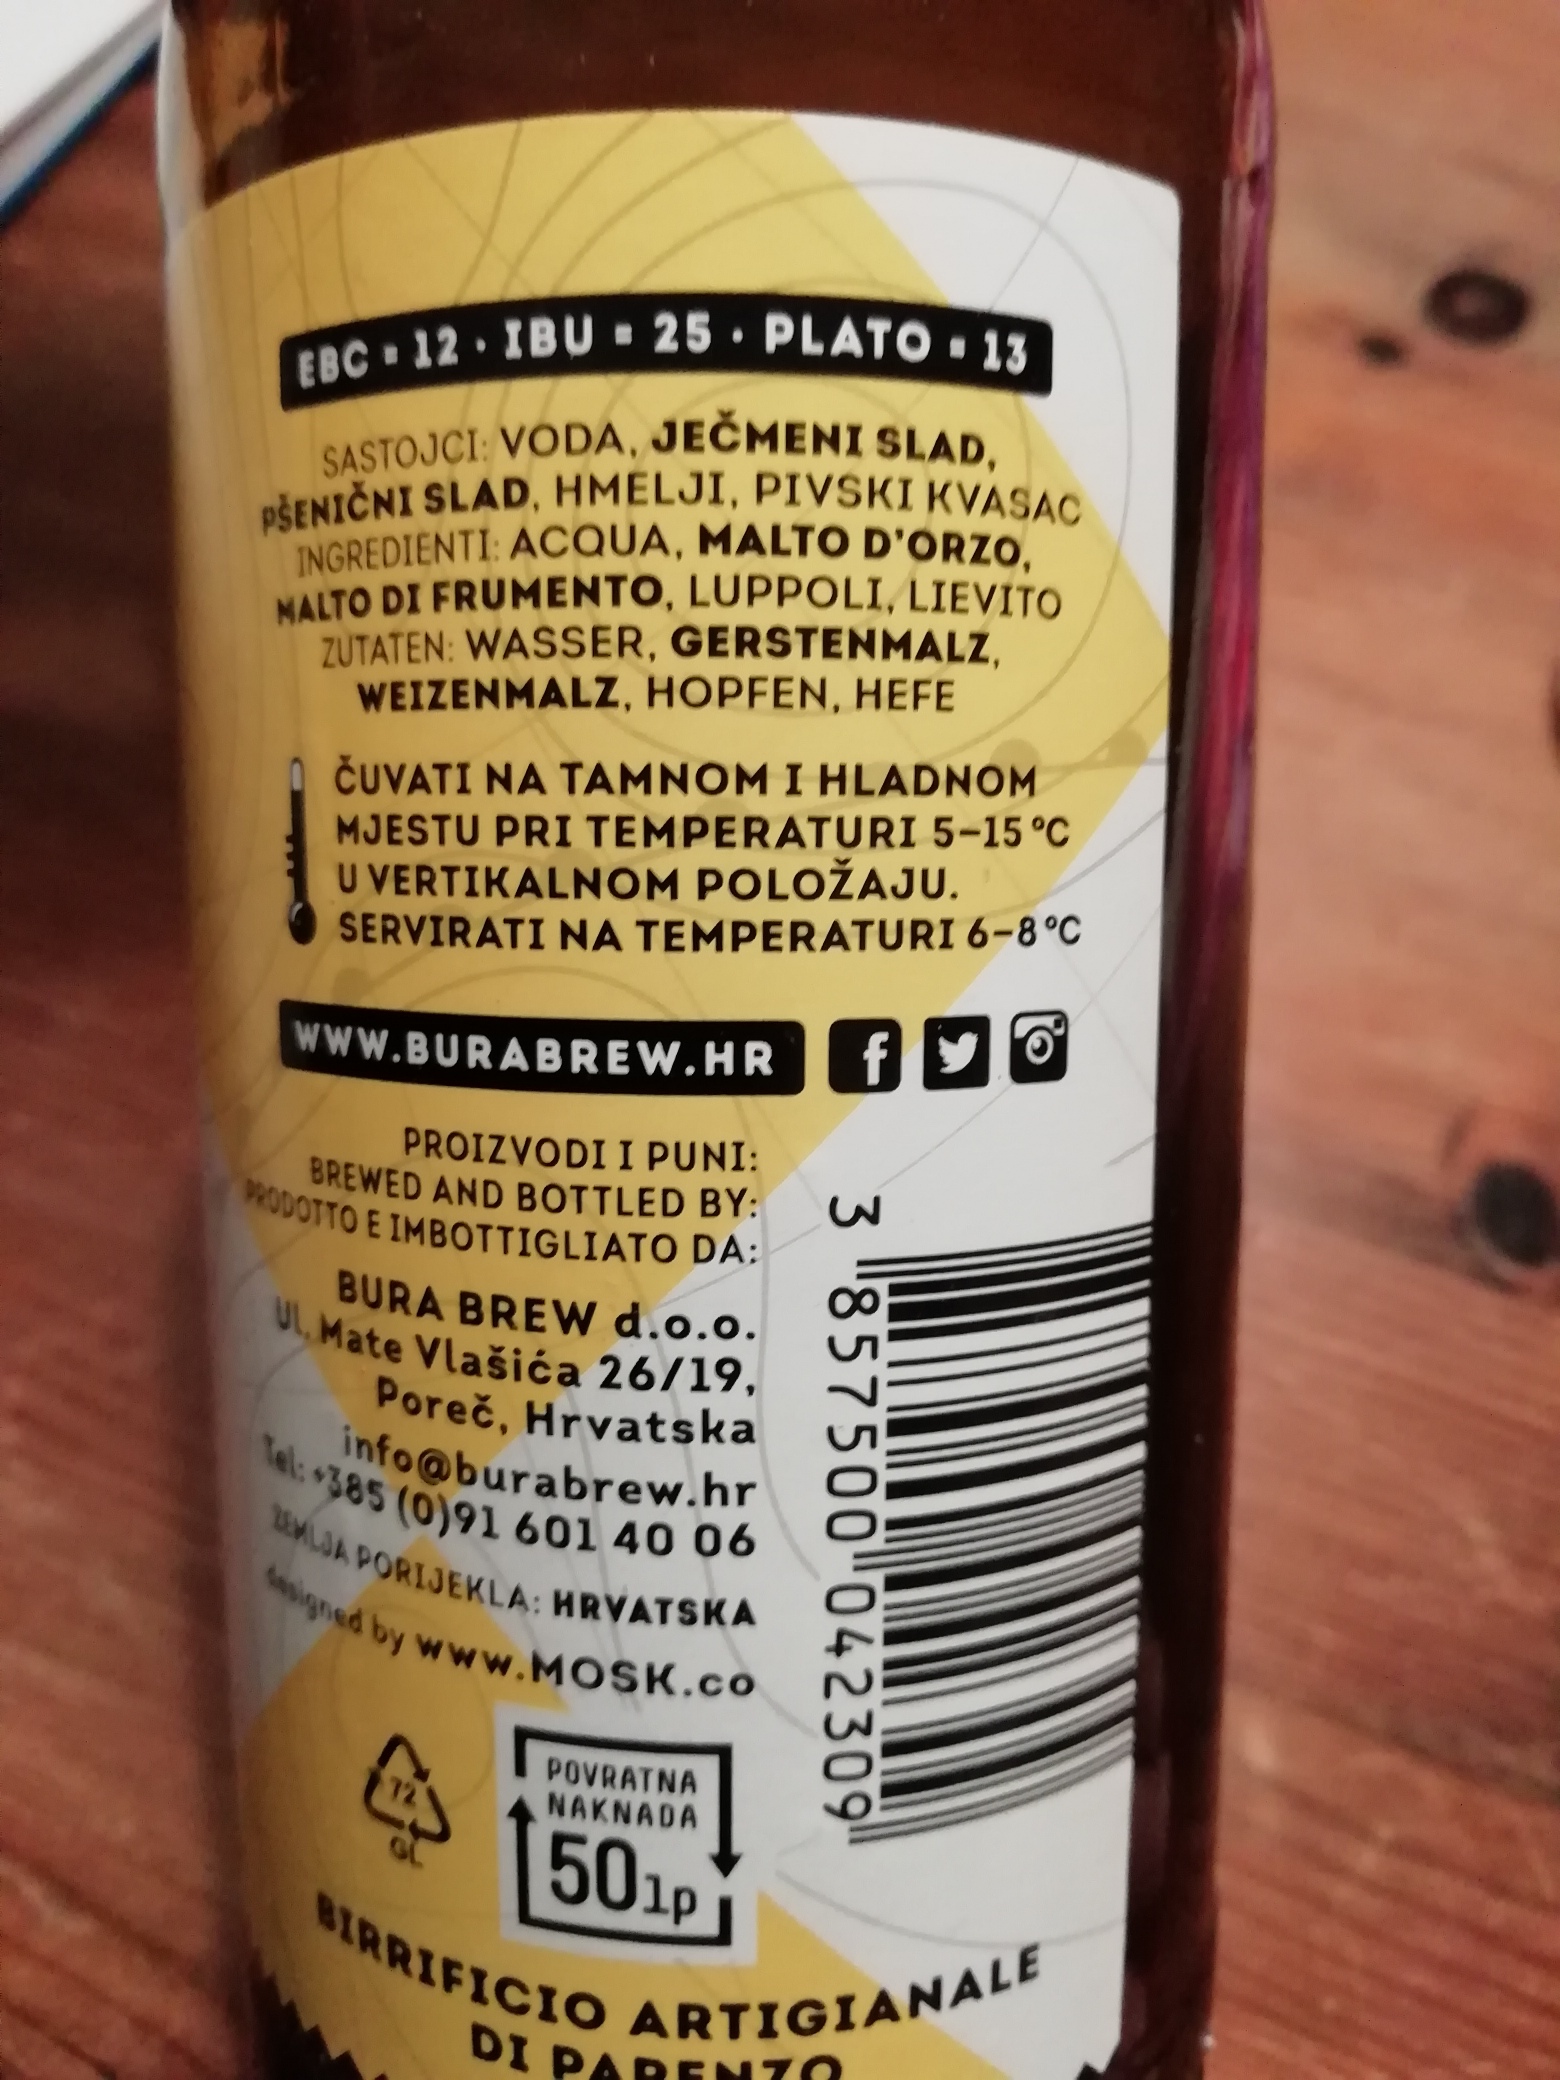 EBC = 12 · IBU = 25 · PLATO = 13
SASTOJCI: VODA, JEČMENI SLAD,
PŠENIČNI SLAD, HMELJI, PIVSKI KVASAC
INGREDIENTI: ACQUA, MALTO D'ORZO,
MALTO DI FRUMENTO, LUPPOLI, LIEVITO
ZUTATEN: WASSER, GERSTENMALZ,
WEIZENMALZ, HOPFEN, HEFE
ČUVATI NA TAMNOM I HLADNOM
MJESTU PRI TEMPERATURI 5-15 °C
U VERTIKALNOM POLOŽAJU.
SERVIRATI NA TEMPERATURI 6-8 °C
WWW.BURABREW.HR
PROIZVODI I PUNI:
BREWED AND BOTTLED BY:
PRODOTTO E IMBOTTIGLIATO DA:
BURA BREW d.o.o.
Ul. Mate Vlašića 26/19,
Poreč, Hrvatska
info@burabrew.hr
Tel: +385 (0)91 601 40 06
ZEMLJA PORIJEKLA: HRVATSKA
designed by www.MOSK.co
3 857500 042309
72
GL
POVRATNA
NAKNADA
50lp
BIRRIFICIO ARTIGIANALE
DI PARENZO